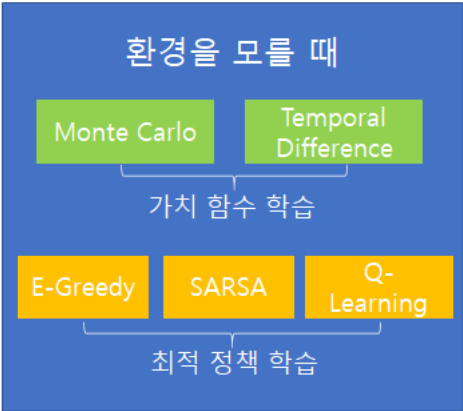 환경을 모를 때
Monte Carlo
Temporal
Difference
가치 함수 학습
E-Greedy
SARSA
Q-
Learning
최적 정책 학습